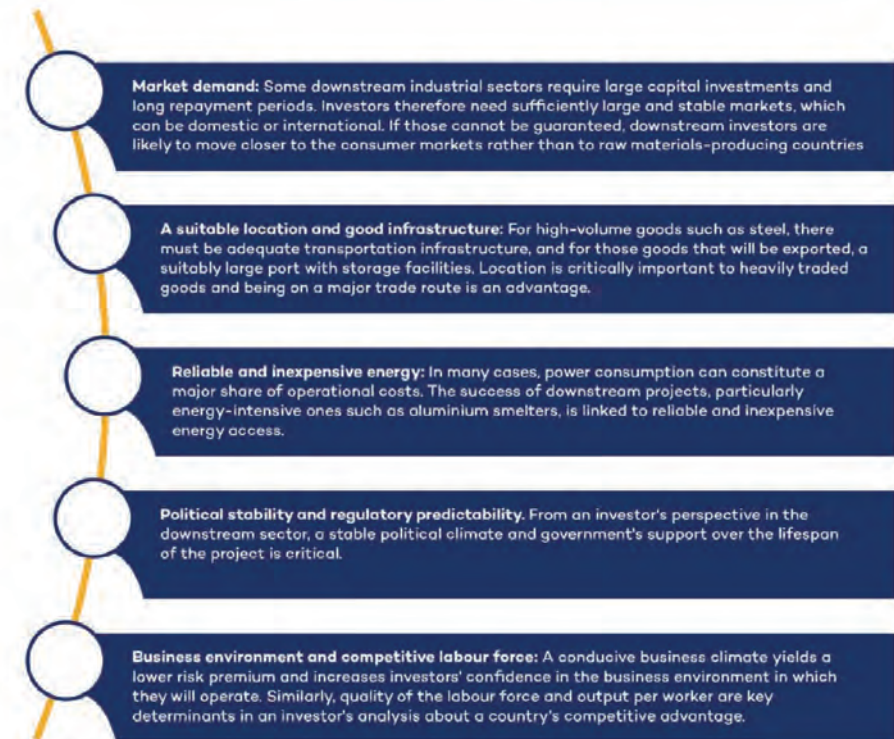 Market demand: Some downstream industrial sectors require large capital investments and
long repayment periods. Investors therefore need sufficiently large and stable markets, which
can be domestic or international. If those cannot be guaranteed, downstream investors are
likely to move closer to the consumer markets rather than to raw materials-producing countries
A suitable location and good infrastructure: For high-volume goods such as steel, there
must be adequate transportation infrastructure, and for those goods that will be exported, a
suitably large port with storage facilities. Location is critically important to heavily traded
goods and being on a major trade route is an advantage.
Reliable and inexpensive energy: In many cases, power consumption can constitute a
major share of operational costs. The success of downstream projects, particularly
energy-intensive ones such as aluminium smelters, is linked to reliable and inexpensive
energy access.
Political stability and regulatory predictability. From an investor's perspective in the
downstream sector, a stable political climate and government's support over the lifespan
of the project is critical.
Business environment and competitive labour force: A conducive business climate yields a
lower risk premium and increases investors' confidence in the business environment in which
they will operate. Similarly, quality of the labour force and output per worker are key
determinants in an investor's analysis about a country's competitive advantage.